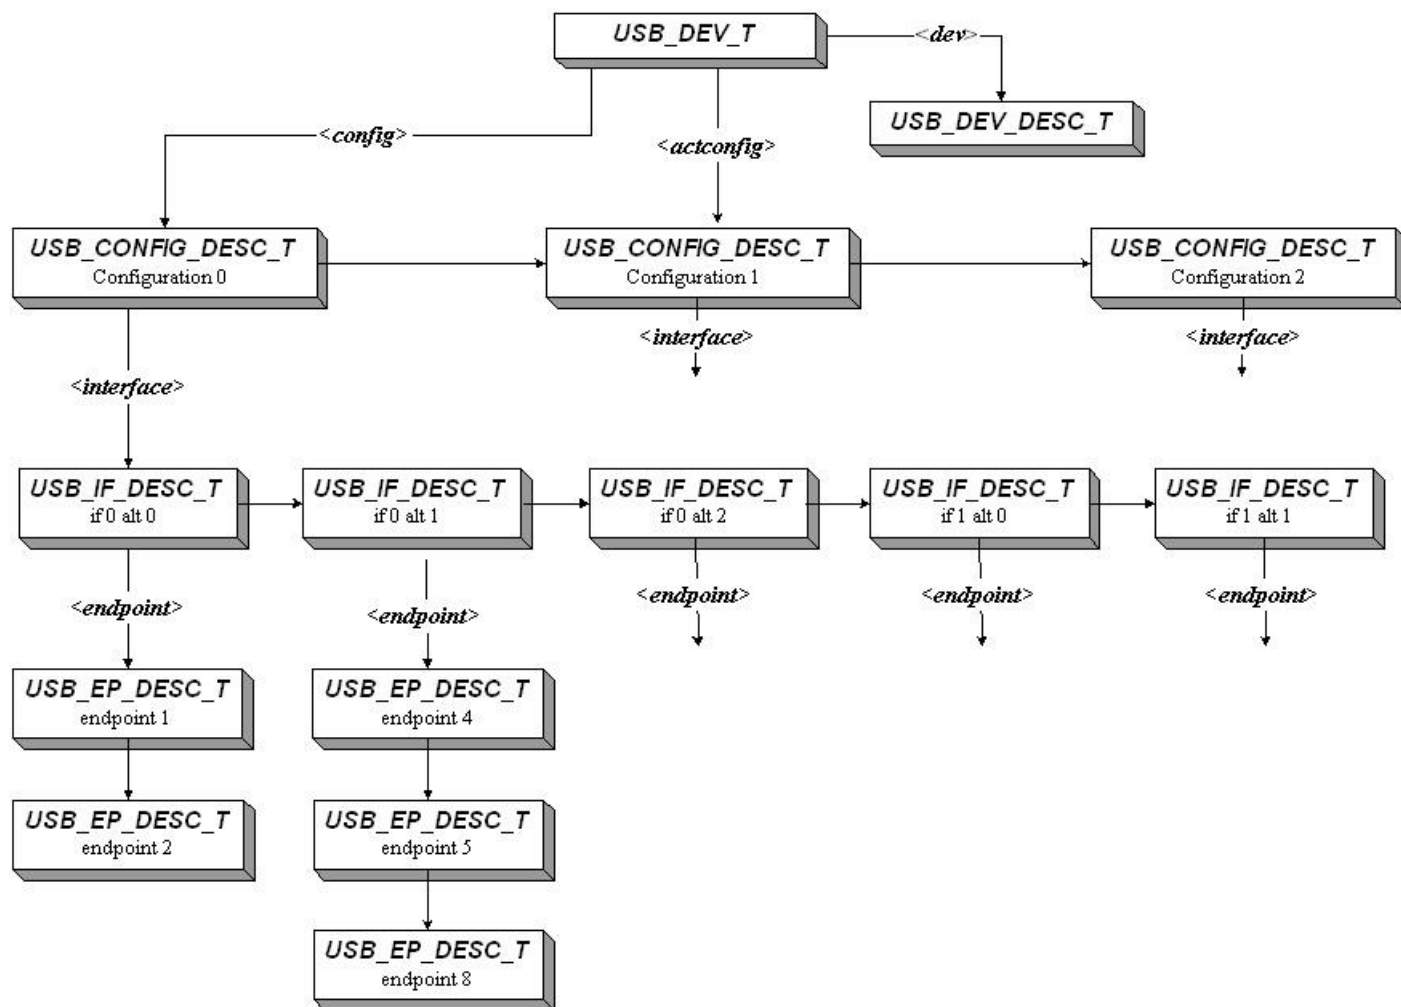 USB_DEV_T
<dev>
USB_DEV_DESC_T
<config>
<actconfig>
USB_CONFIG_DESC_T
Configuration 0
USB_CONFIG_DESC_T
Configuration 1
USB_CONFIG_DESC_T
Configuration 2
<interface>
<interface>
<interface>
USB_IF_DESC_T
if 0 alt 0
USB_IF_DESC_T
if 0 alt 1
USB_IF_DESC_T
if 0 alt 2
USB_IF_DESC_T
if 1 alt 0
USB_IF_DESC_T
if 1 alt 1
<endpoint>
<endpoint>
<endpoint>
<endpoint>
<endpoint>
USB_EP_DESC_T
endpoint 1
USB_EP_DESC_T
endpoint 4
USB_EP_DESC_T
endpoint 2
USB_EP_DESC_T
endpoint 5
USB_EP_DESC_T
endpoint 8